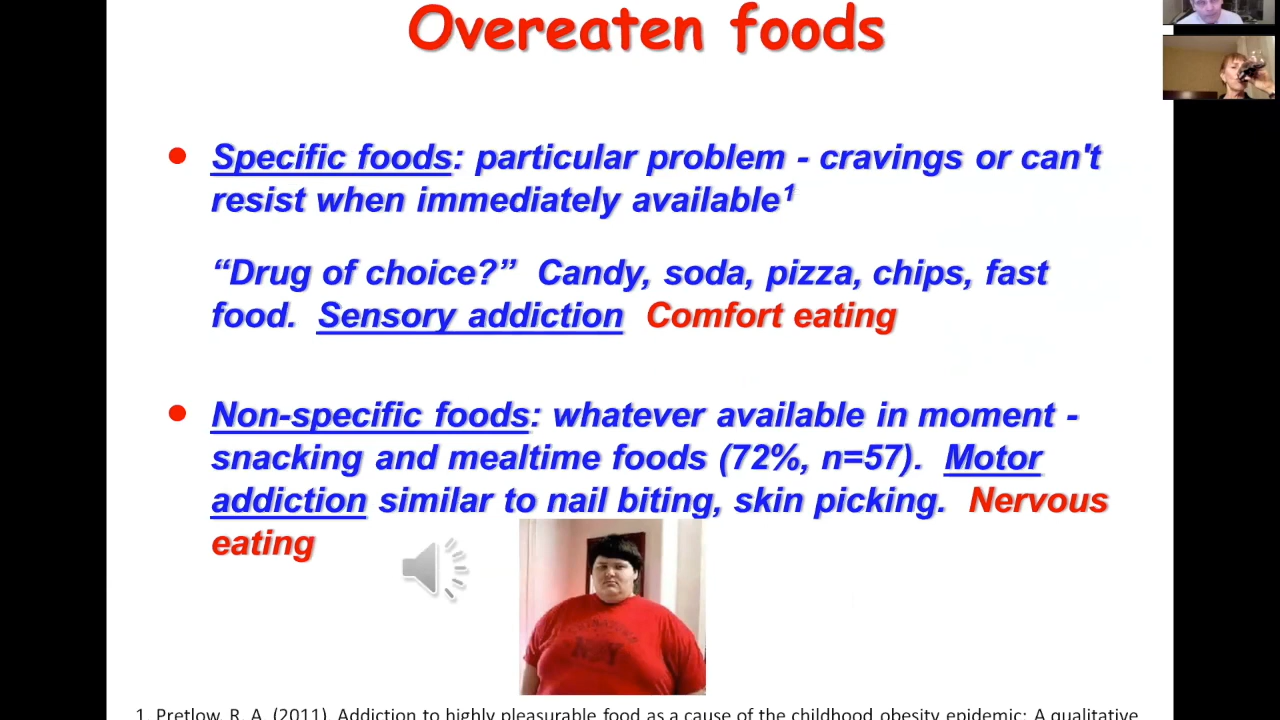 Overeaten foods
Specific foods: particular problem - cravings or can't
resist when immediately available1
“Drug of choice?” Candy, soda, pizza, chips, fast
food. Sensory addiction Comfort eating
Non-specific foods: whatever available in moment -
snacking and mealtime foods (72%, n=57). Motor
addiction similar to nail biting, skin picking. Nervous
eating
NY
1. Pretlow, R. A. (2011). Addiction to highly pleasurable food as a cause of the childhood obesity epidemic: A qualitative